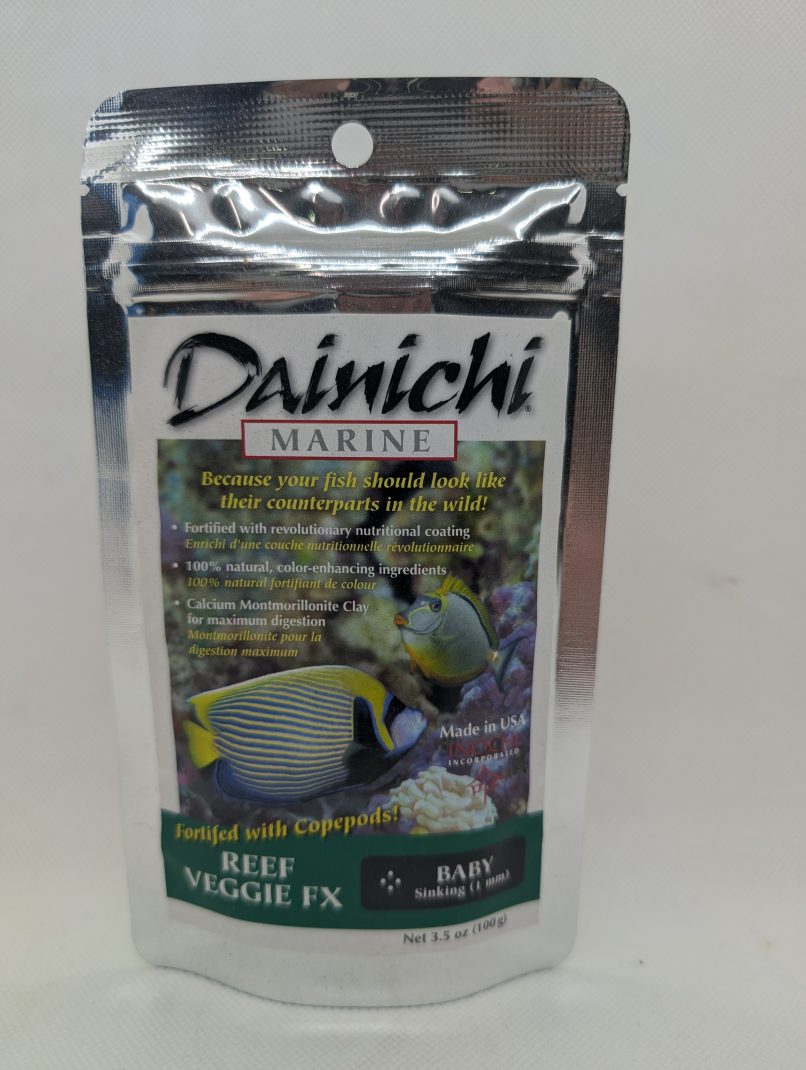 Dainichi®
MARINE
Because your fish should look like
their counterparts in the wild!
• Fortified with revolutionary nutritional coating
Enrichi d'une couche nutritionnelle révolutionnaire
• 100% natural, color-enhancing ingredients
100% natural fortifiant de colour
• Calcium Montmorillonite Clay
for maximum digestion
Montmorillonite pour la
digestion maximum
Made in USA
INCORPORATED
Fortifed with Copepods!
REEF
VEGGIE FX
BABY
Sinking (1 mm)
Net 3.5 oz (100g)